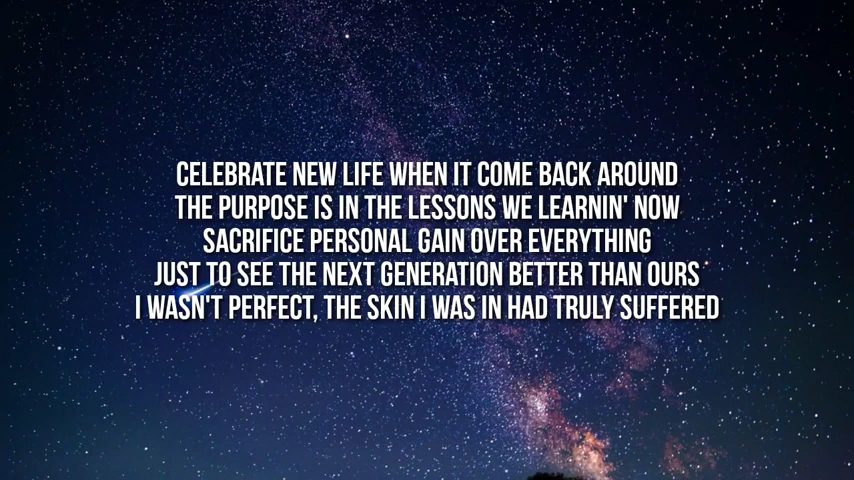 CELEBRATE NEW LIFE WHEN IT COME BACK AROUND
THE PURPOSE IS IN THE LESSONS WE LEARNIN' NOW
SACRIFICE PERSONAL GAIN OVER EVERYTHING
JUST TO SEE THE NEXT GENERATION BETTER THAN OURS
I WASN'T PERFECT, THE SKIN I WAS IN HAD TRULY SUFFERED